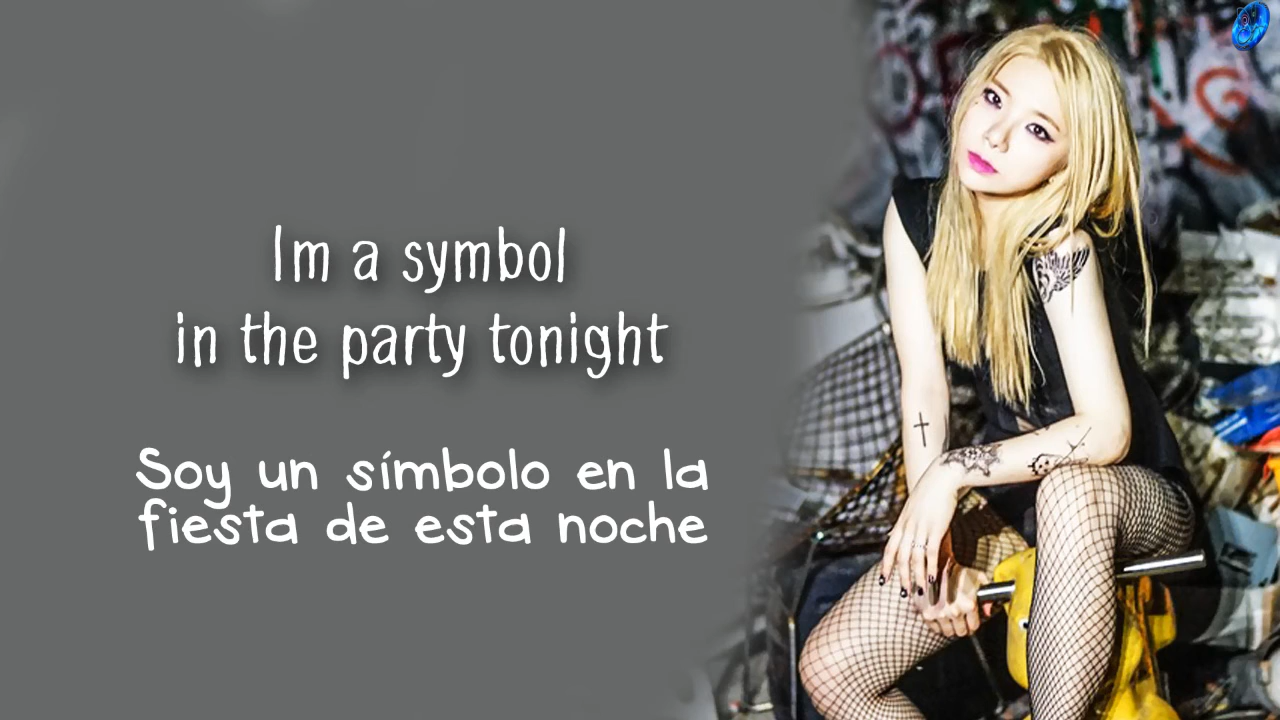 Im a symbol
in the party tonight
Soy un símbolo en la
fiesta de esta noche